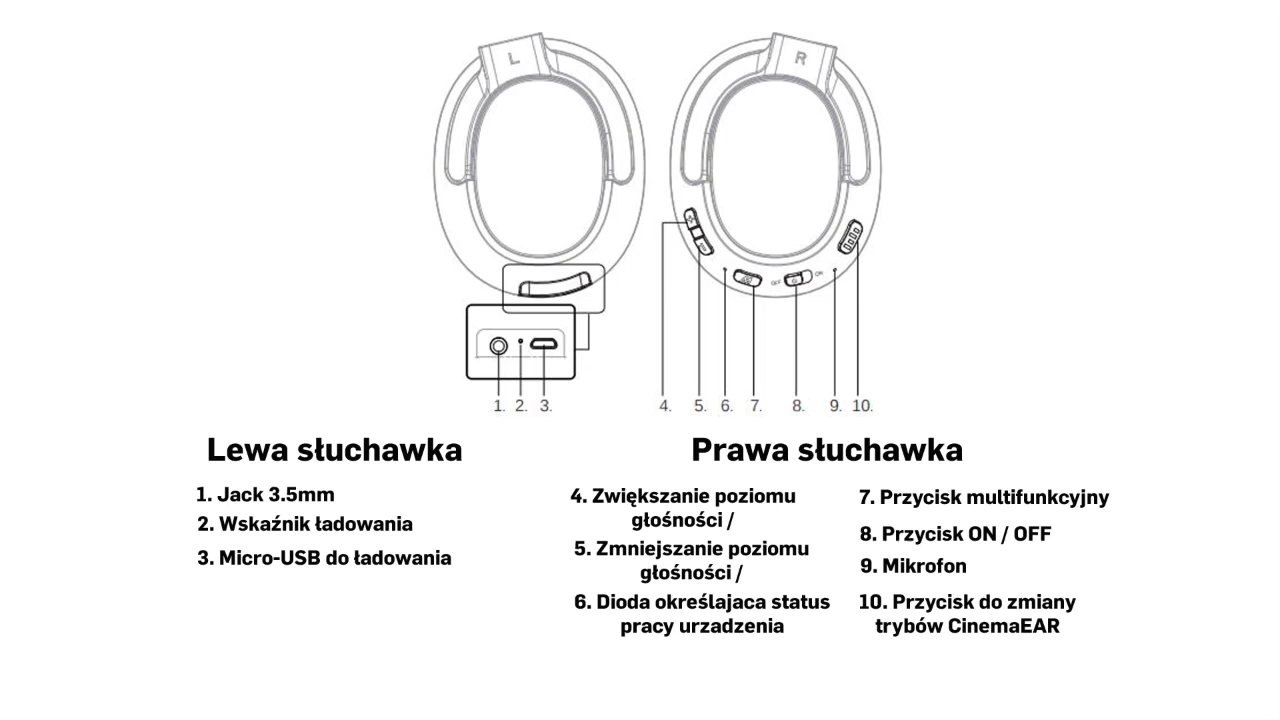 L
R
OFF
ON
1. 2. 3.
4. 5. 6. 7. 8. 9. 10.
Lewa słuchawka
1. Jack 3.5mm
2. Wskaźnik ładowania
3. Micro-USB do ładowania
Prawa słuchawka
4. Zwiększanie poziomu
głośności /
5. Zmniejszanie poziomu
głośności /
6. Dioda określajaca status
pracy urzadzenia
7. Przycisk multifunkcyjny
8. Przycisk ON / OFF
9. Mikrofon
10. Przycisk do zmiany
trybów CinemaEAR